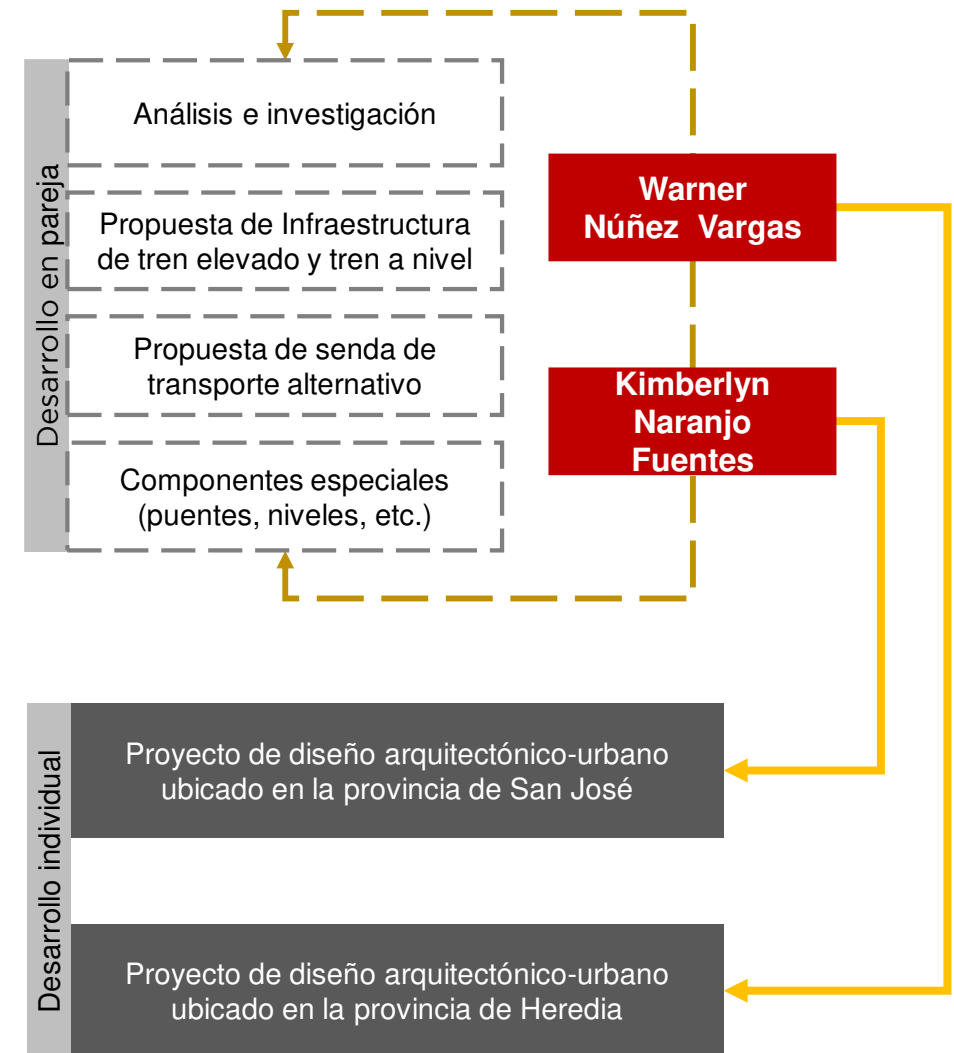 Desarrollo en pareja
Análisis e investigación
Propuesta de Infraestructura
de tren elevado y tren a nivel
Propuesta de senda de
transporte alternativo
Componentes especiales
(puentes, niveles, etc.)
Warner
Núñez Vargas
Kimberlyn
Naranjo
Fuentes
Desarrollo individual
Proyecto de diseño arquitectónico-urbano
ubicado en la provincia de San José
Proyecto de diseño arquitectónico-urbano
ubicado en la provincia de Heredia